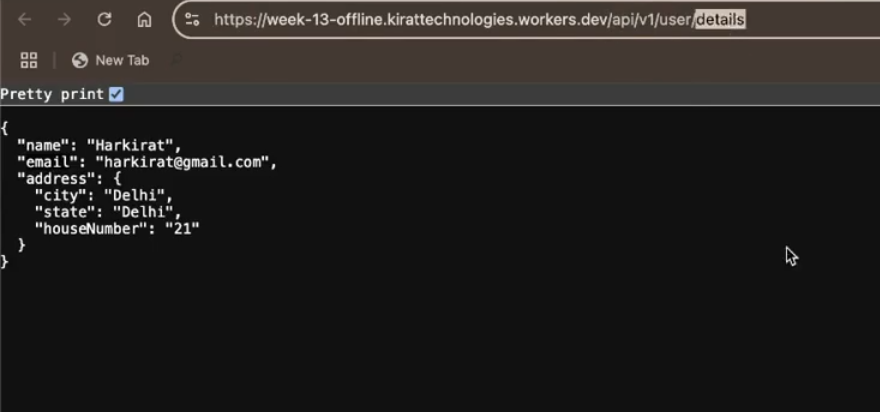 https://week-13-offline.kirattechnologies.workers.dev/api/v1/user/details
New Tab
Pretty print
{
  "name": "Harkirat",
  "email": "harkirat@gmail.com",
  "address": {
    "city": "Delhi",
    "state": "Delhi",
    "houseNumber": "21"
  }
}